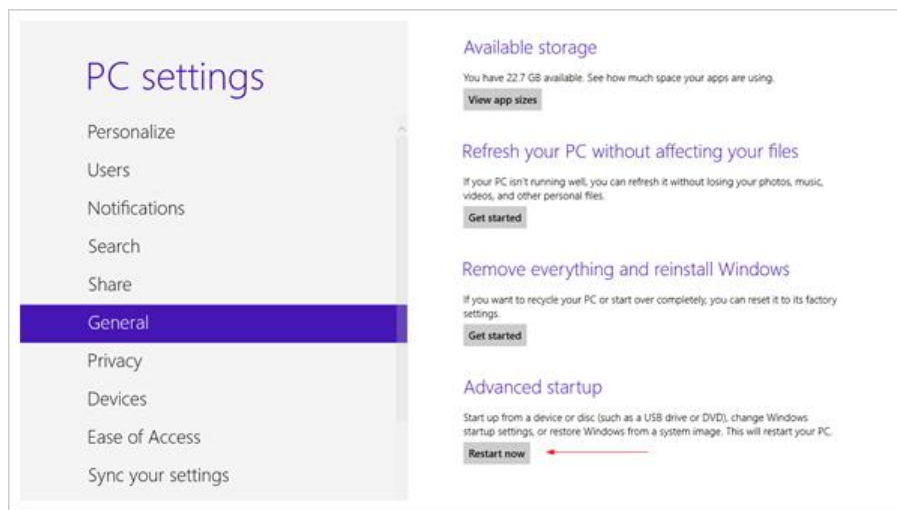 PC settings
Personalize
Users
Notifications
Search
Share
General
Privacy
Devices
Ease of Access
Sync your settings
Available storage
You have 22.7 GB available. See how much space your apps are using.
View app sizes
Refresh your PC without affecting your files
If your PC isn't running well, you can refresh it without losing your photos, music,
videos, and other personal files.
Get started
Remove everything and reinstall Windows
If you want to recycle your PC or start over completely, you can reset it to its factory
settings.
Get started
Advanced startup
Start up from a device or disc (such as a USB drive or DVD), change Windows
startup settings, or restore Windows from a system image. This will restart your PC.
Restart now